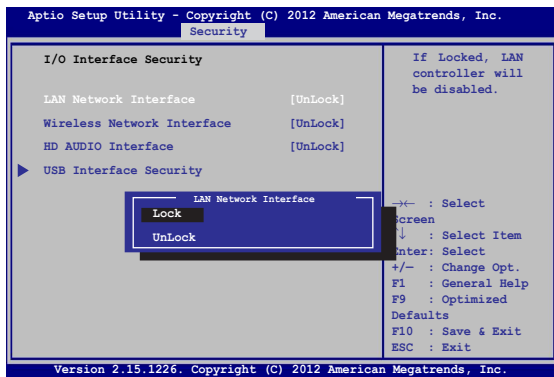 Aptio Setup Utility - Copyright (C) 2012 American Megatrends, Inc.
Security
I/O Interface Security
LAN Network Interface [UnLock]
Wireless Network Interface [UnLock]
HD AUDIO Interface [UnLock]
USB Interface Security
LAN Network Interface
Lock
UnLock
If Locked, LAN
controller will
be disabled.
→← : Select
Screen
↑↓ : Select Item
Enter: Select
+/— : Change Opt.
F1 : General Help
F9 : Optimized
Defaults
F10 : Save & Exit
ESC : Exit
Version 2.15.1226. Copyright (C) 2012 American Megatrends, Inc.